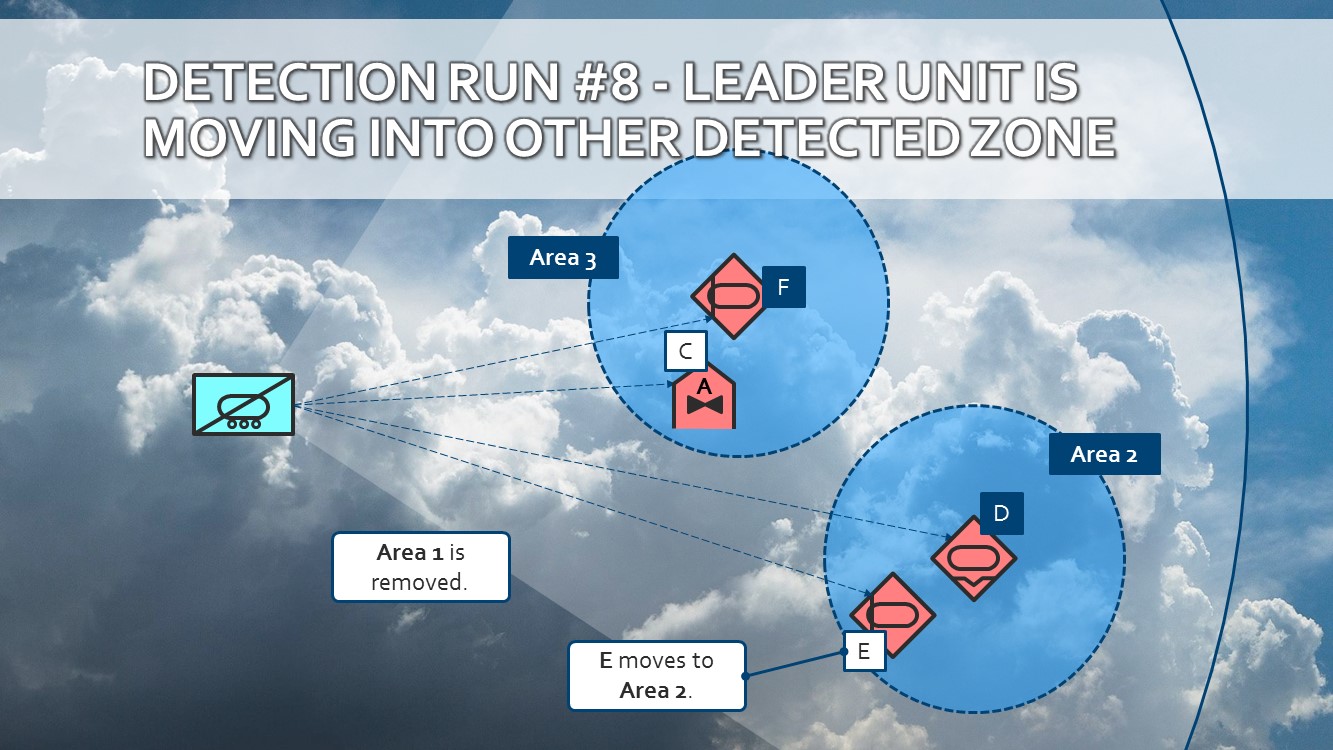 DETECTION RUN #8 - LEADER UNIT IS
MOVING INTO OTHER DETECTED ZONE
Area 3
F
C
A
Area 2
D
Area 1 is
removed.
E moves to
Area 2.
E